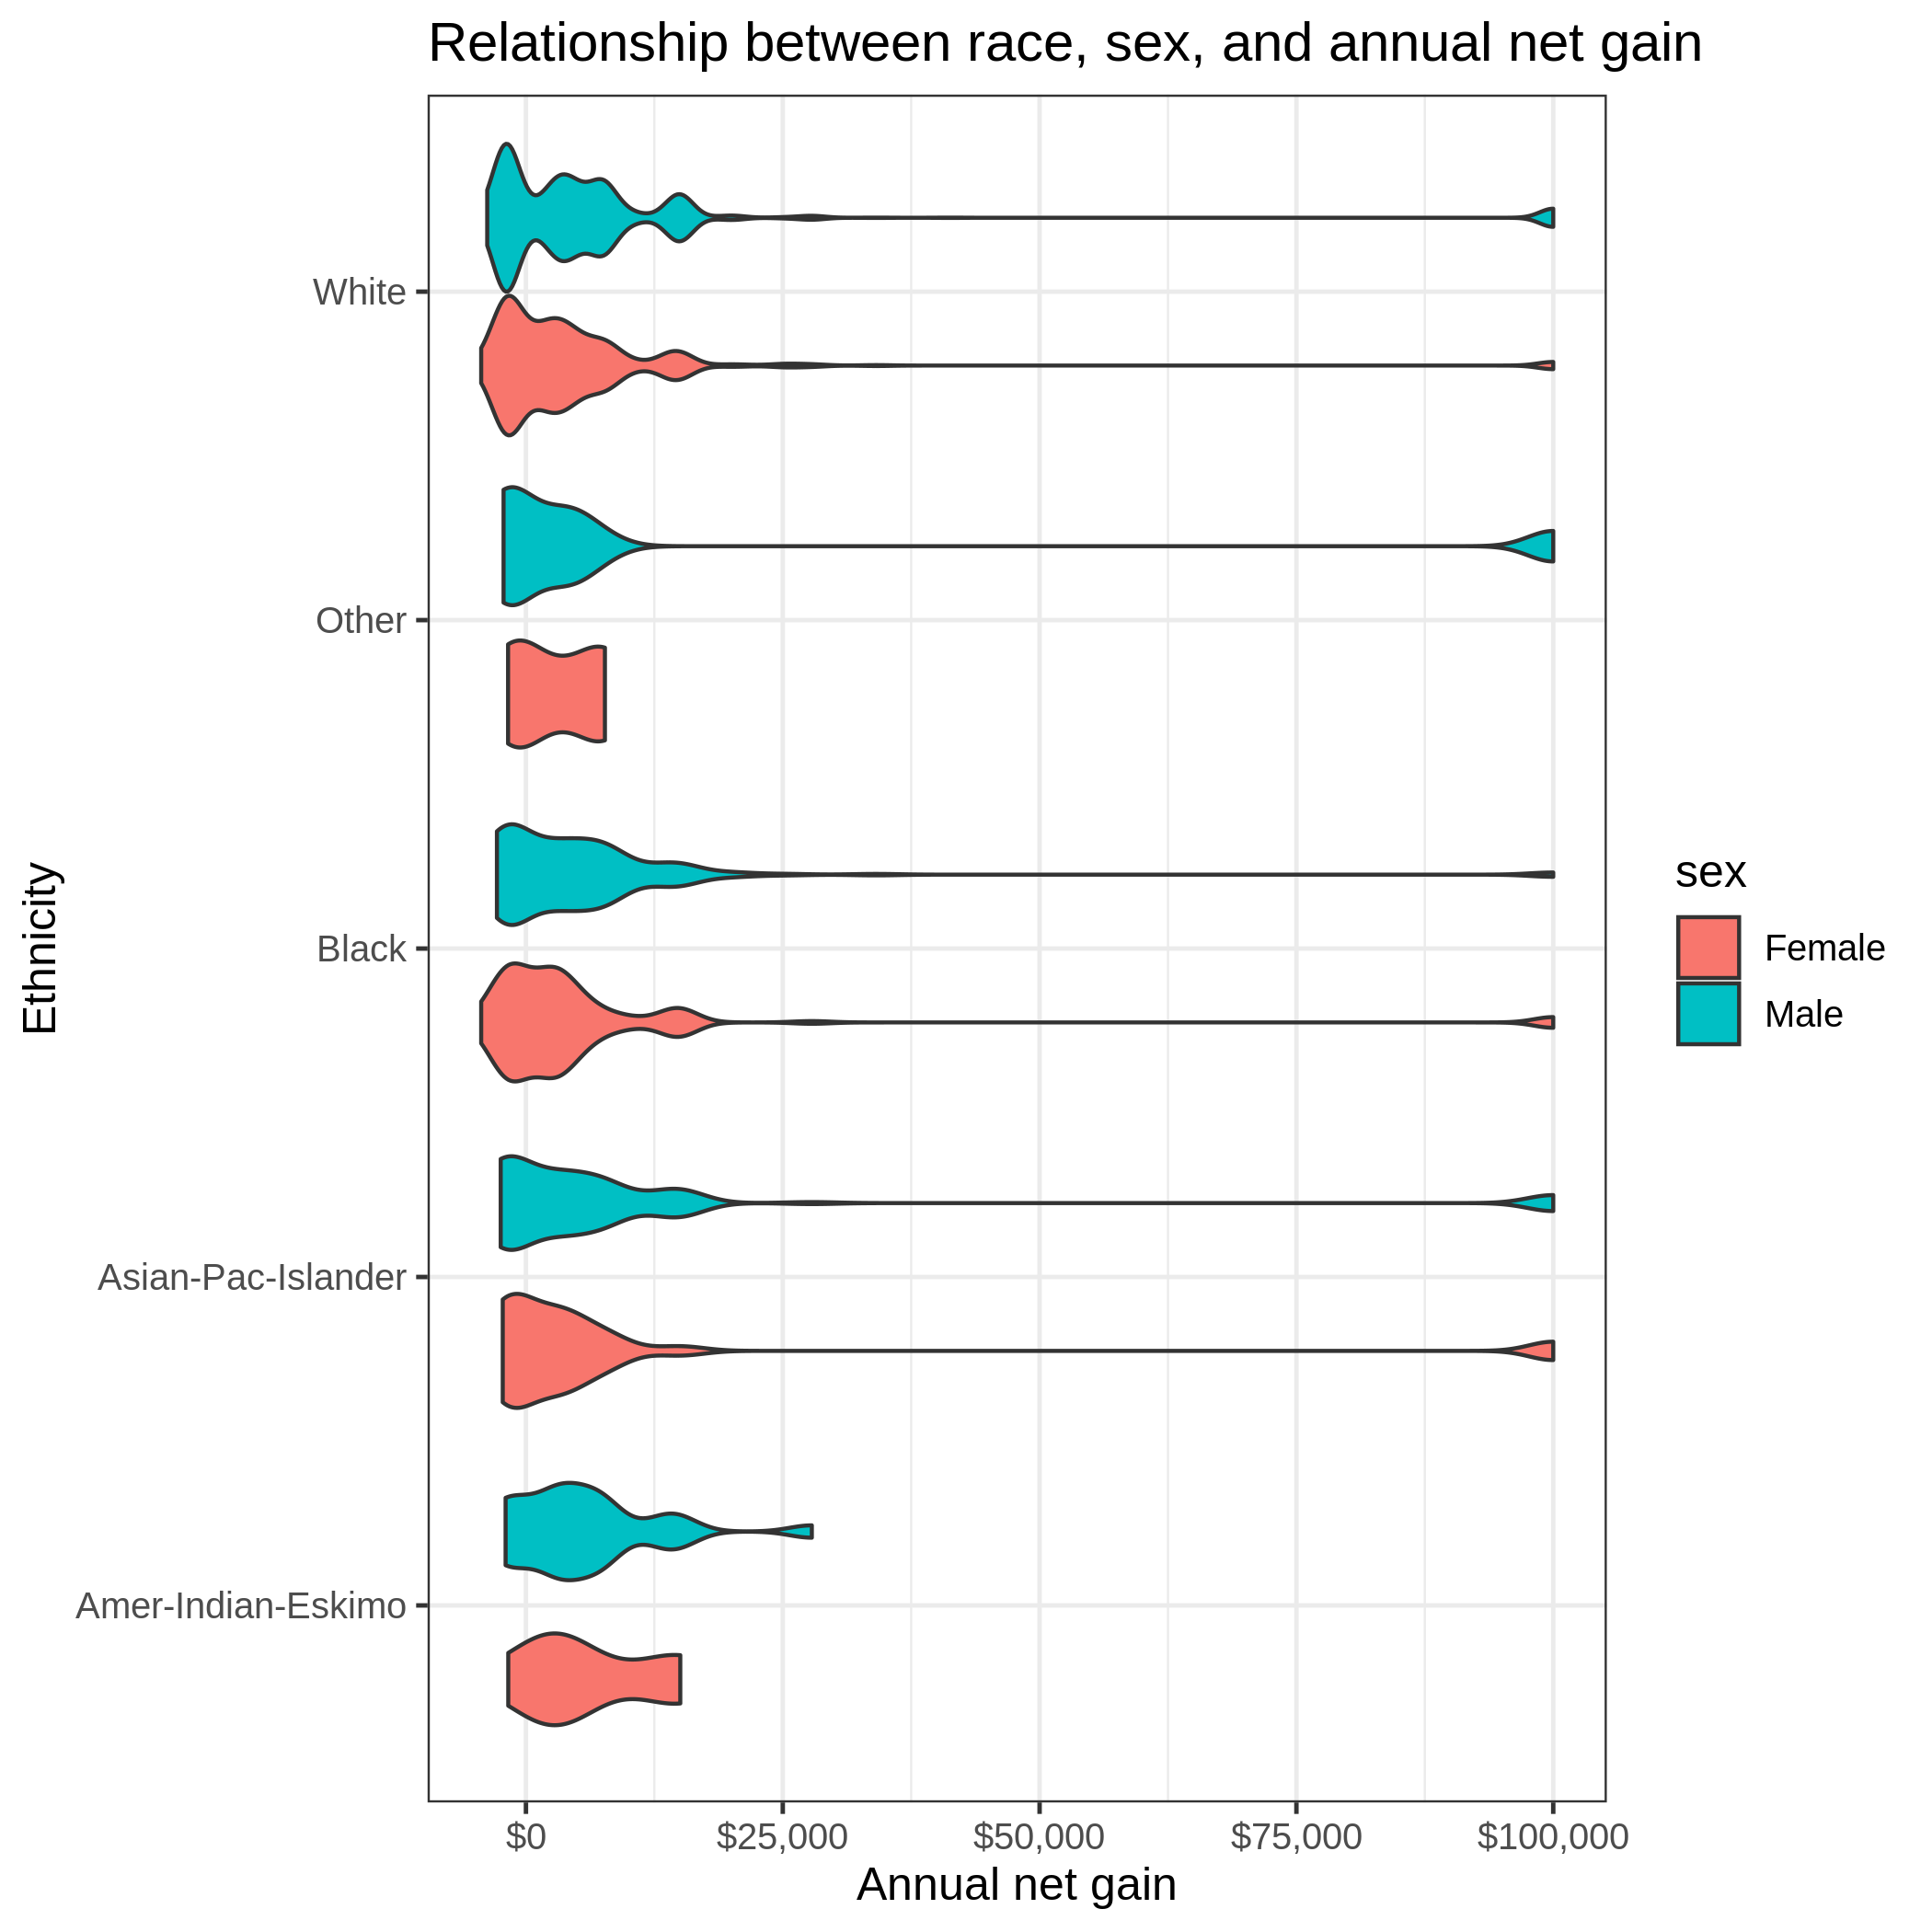 Relationship between race, sex, and annual net gain
White
Other
Black
Asian-Pac-Islander
Amer-Indian-Eskimo
Ethnicity
$0
$25,000
$50,000
$75,000
$100,000
Annual net gain
sex
Female
Male